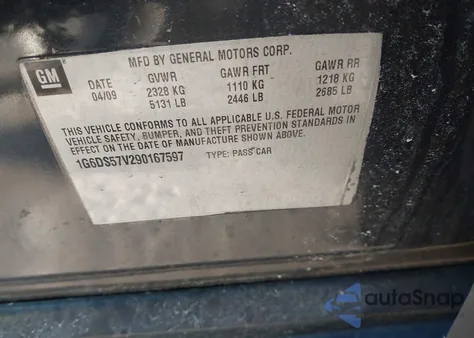 MFD BY GENERAL MOTORS CORP.
GM
DATE GVWR GAWR FRT GAWR RR
04/09 2328 KG 1110 KG 1218 KG
5131 LB 2446 LB 2685 LB
THIS VEHICLE CONFORMS TO ALL APPLICABLE U.S. FEDERAL MOTOR
VEHICLE SAFETY, BUMPER, AND THEFT PREVENTION STANDARDS IN
EFFECT ON THE DATE OF MANUFACTURE SHOWN ABOVE.
1G6DS57V290167597 TYPE: PASS CAR
autoSnap